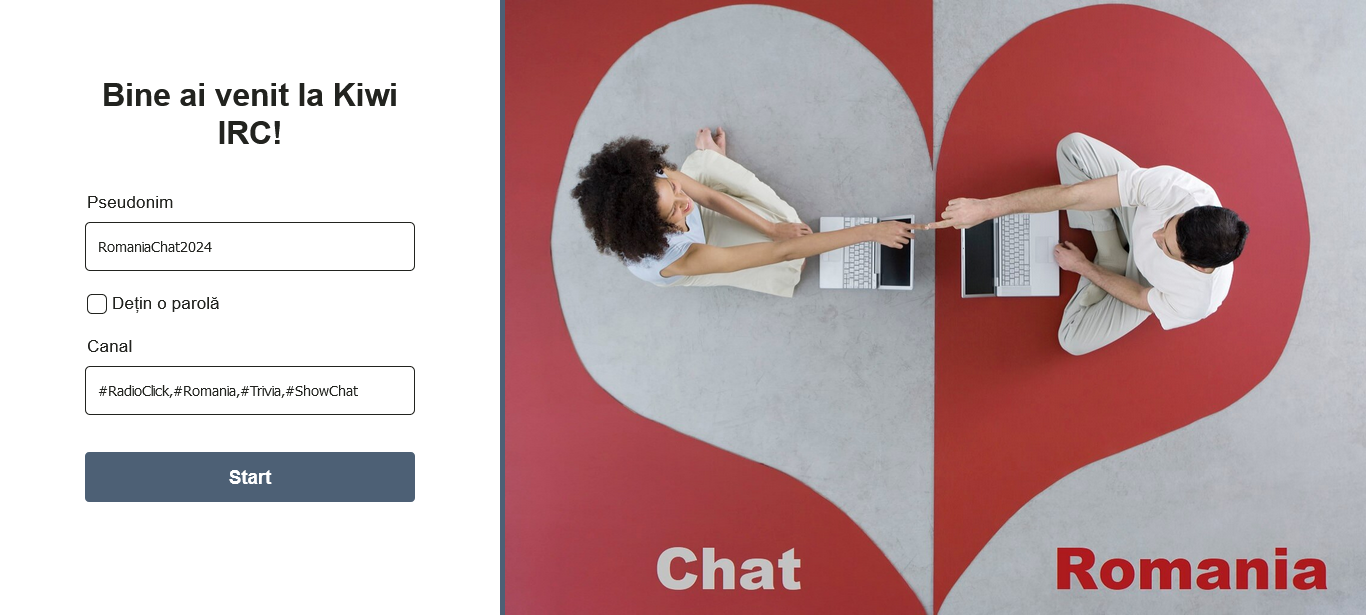 Bine ai venit la Kiwi
IRC!
Pseudonim
RomaniaChat2024
Dețin o parolă
Canal
#RadioClick,#Romania,#Trivia,#ShowChat
Start
Chat
Romania